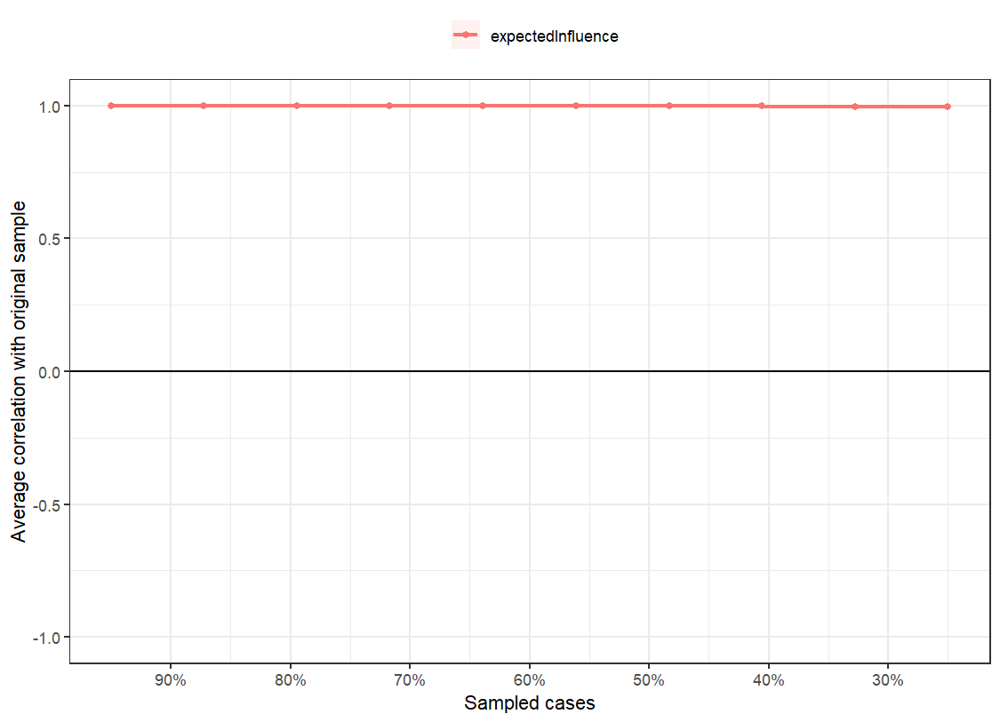 expectedInfluence
1.0
0.5
0.0
-0.5
-1.0
Average correlation with original sample
90% 80% 70% 60% 50% 40% 30%
Sampled cases